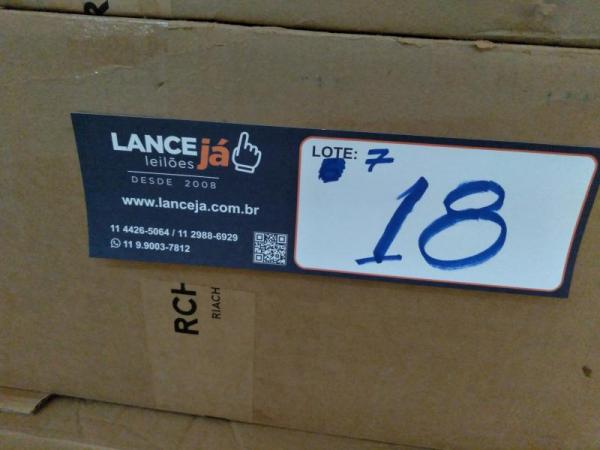 R
LANCE já
leilões
DESDE 2008
www.lanceja.com.br
11 4426-5064 / 11 2988-6929
11 9.9003-7812
LOTE: 7
18
RCH
RIACH